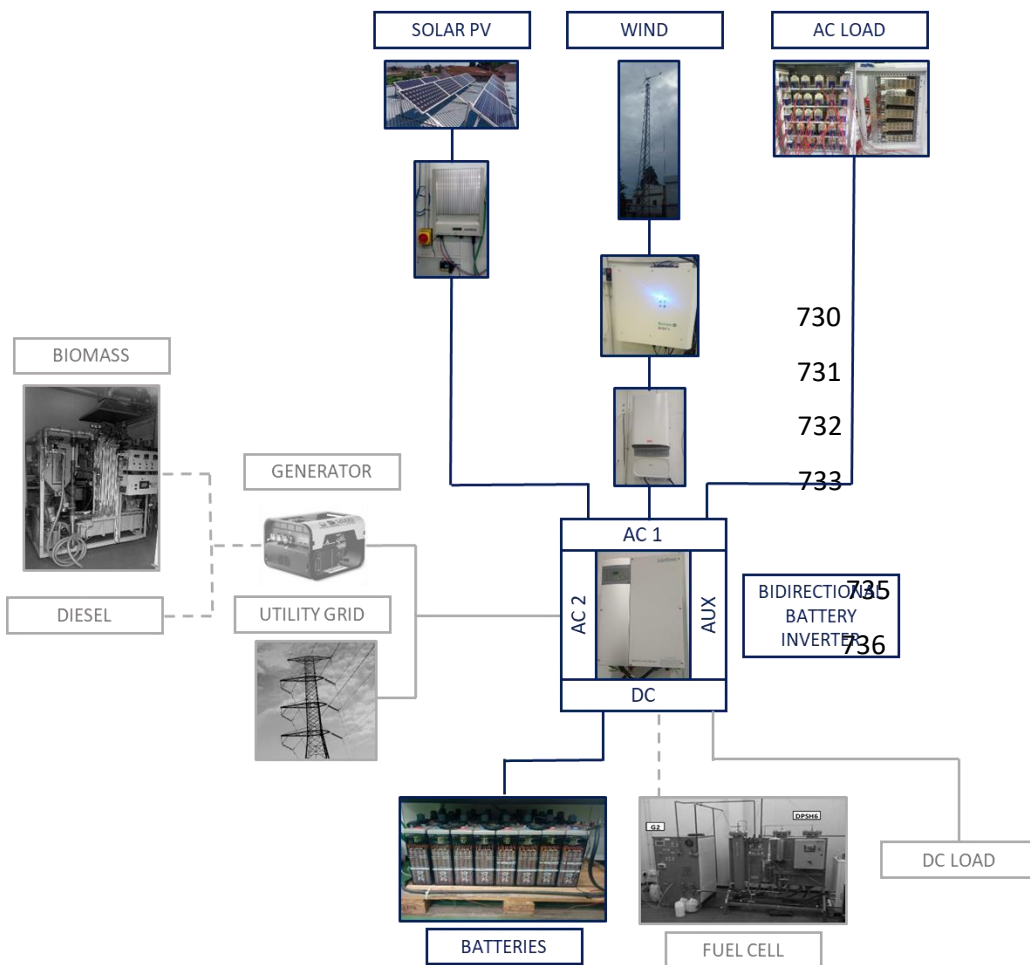 SOLAR PV
WIND
AC LOAD
730
BIOMASS
731
732
GENERATOR
733
AC 1
AC 2
AUX
BIDIRECTIONAL
735
BATTERY
INVERTER
736
DIESEL
UTILITY GRID
DC
G2
DPSH6
DC LOAD
BATTERIES
FUEL CELL